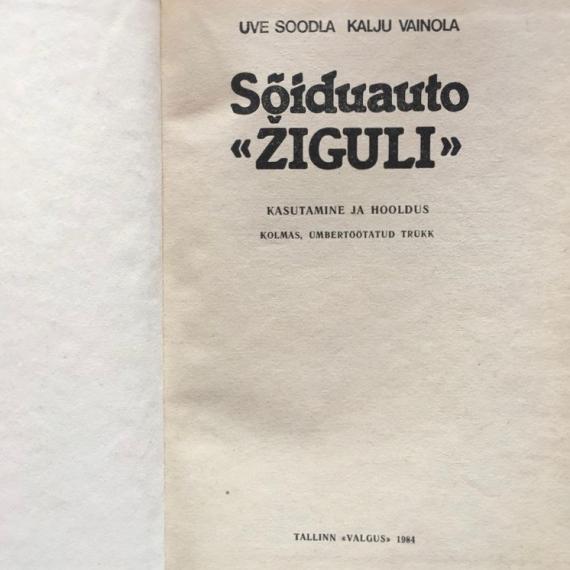 UVE SOODLA KALJU VAINOLA
Sõiduauto
«ŽIGULI»
KASUTAMINE JA HOOLDUS
KOLMAS, ÜMBERTÖÖTATUD TRÜKK
TALLINN «VALGUS» 1984